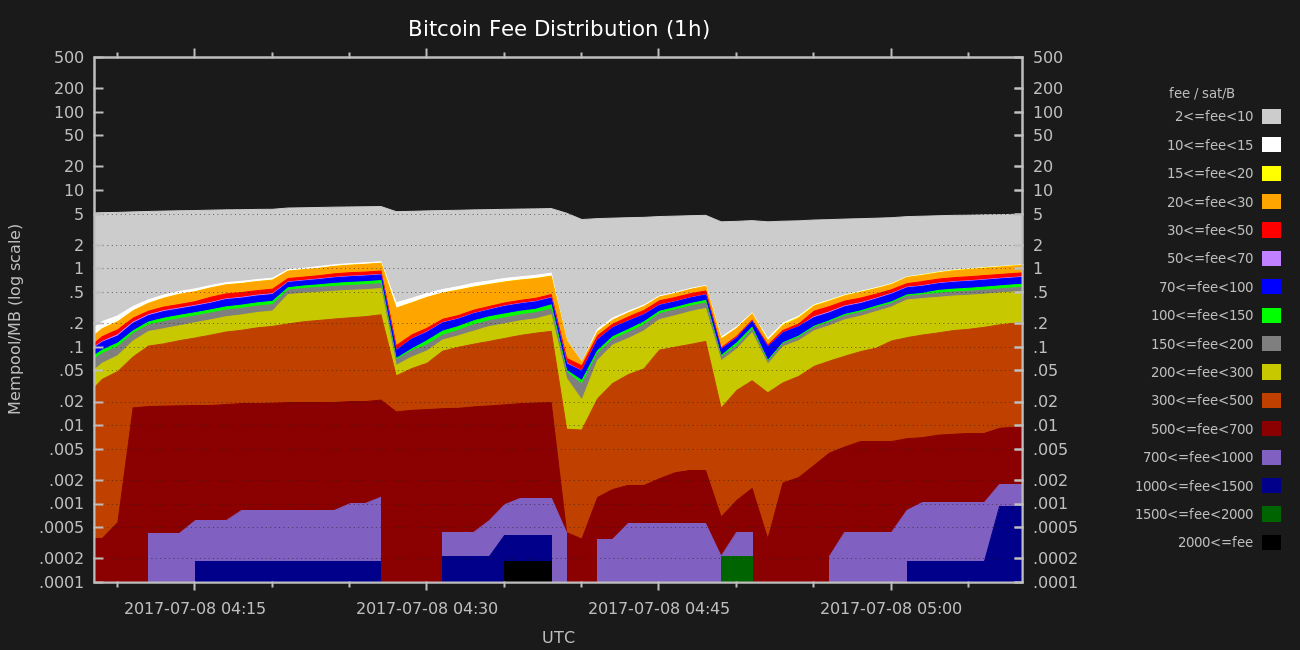 Bitcoin Fee Distribution (1h)
500
200
100
50
20
10
5
2
1
.5
.2
.1
.05
.02
.01
.005
.002
.001
.0005
.0002
.0001
Mempool/MB (log scale)
500
200
100
50
20
10
5
2
1
.5
.2
.1
.05
.02
.01
.005
.002
.001
.0005
.0002
.0001
2017-07-08 04:15 2017-07-08 04:30 2017-07-08 04:45 2017-07-08 05:00
UTC
fee / sat/B
2<=fee<10
10<=fee<15
15<=fee<20
20<=fee<30
30<=fee<50
50<=fee<70
70<=fee<100
100<=fee<150
150<=fee<200
200<=fee<300
300<=fee<500
500<=fee<700
700<=fee<1000
1000<=fee<1500
1500<=fee<2000
2000<=fee